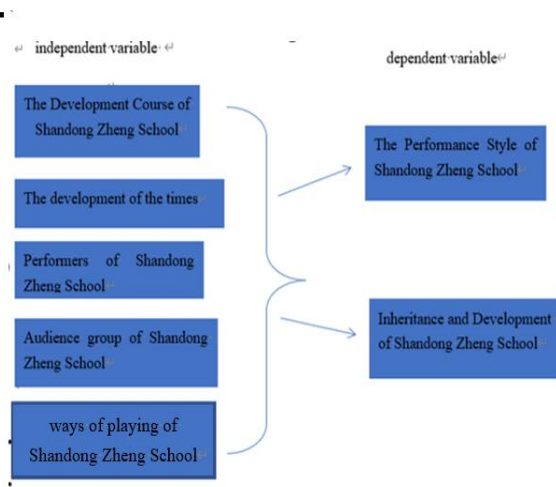 independent variable
dependent variable
The Development Course of
Shandong Zheng School
The Performance Style of
Shandong Zheng School
The development of the times
Performers of Shandong
Zheng School
Audience group of Shandong
Zheng School
Inheritance and Development
of Shandong Zheng School
ways of playing of
Shandong Zheng School